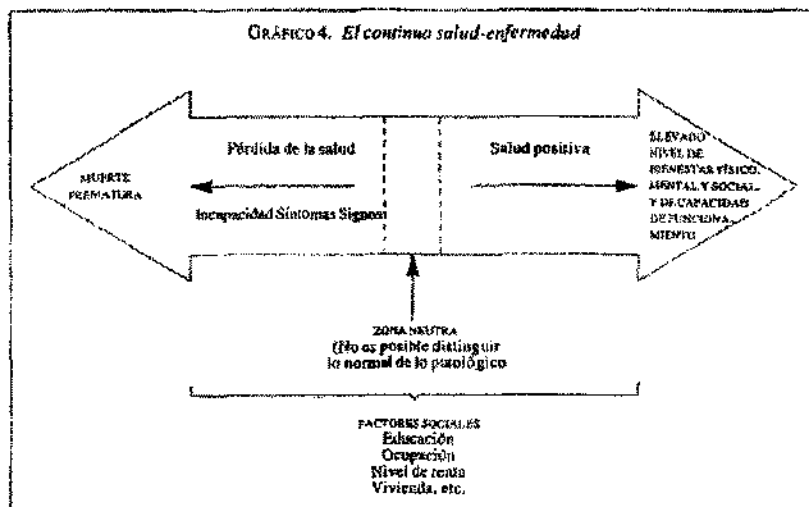 GRÁFICO 4. El continuo salud-enfermedad
MUERTE
PREMATURA
Pérdida de la salud
Incapacidad Síntomas Signos
Salud positiva
ELEVADO
NIVEL DE
BIENESTAR FÍSICO,
MENTAL Y SOCIAL
Y DE CAPACIDAD
DE FUNCIONA-
MIENTO
ZONA NEUTRA
(No es posible distinguir
lo normal de lo patológico
FACTORES SOCIALES
Educación
Ocupación
Nivel de renta
Vivienda, etc.